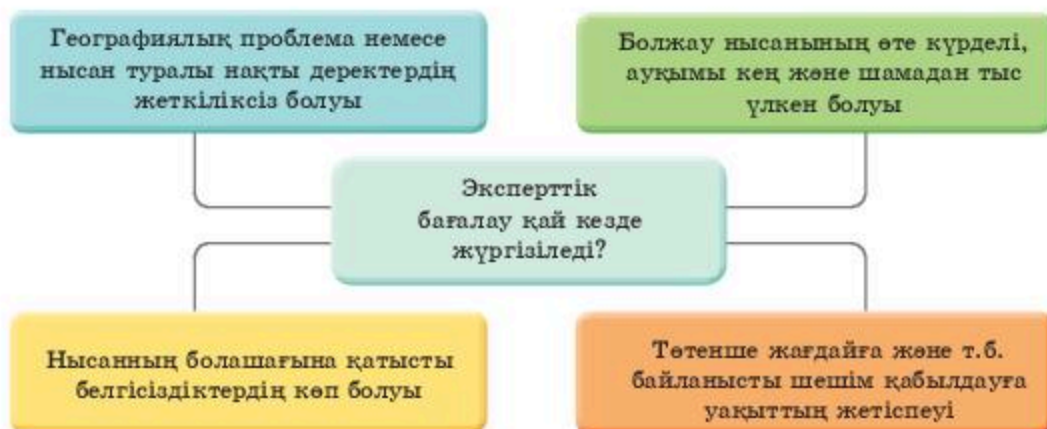 Географиялық проблема немесе
нысан туралы нақты деректердің
жеткіліксіз болуы
Болжау нысанының өте күрделі,
ауқымы кең және шамадан тыс
үлкен болуы
Эксперттік
бағалау қай кезде
жүргізіледі?
Нысанның болашағына қатысты
белгісіздіктердің көп болуы
Төтенше жағдайға және т.б.
байланысты шешім қабылдауға
уақыттың жетіспеуі